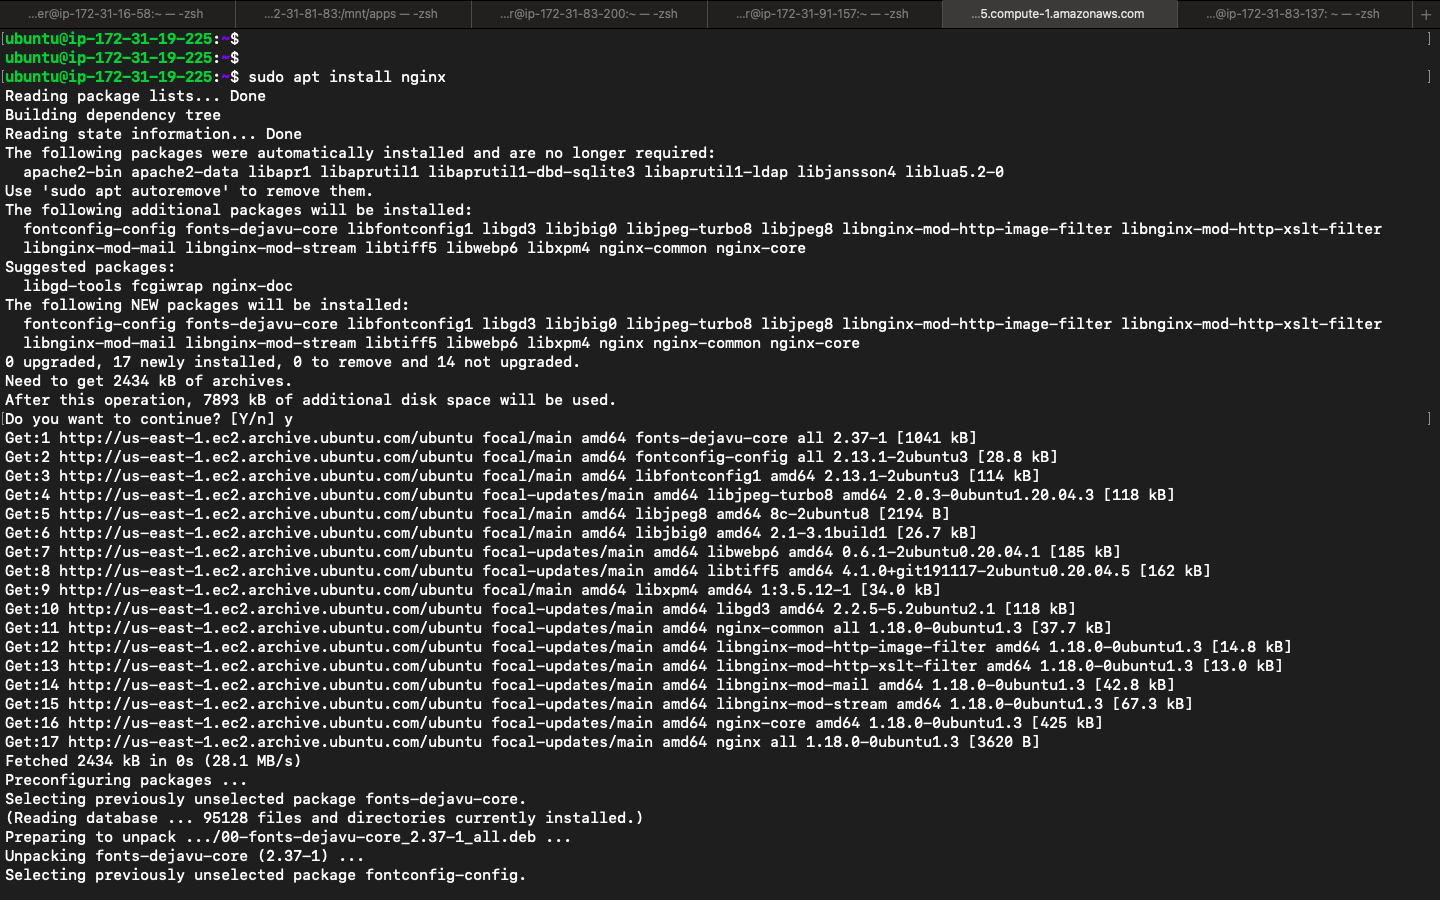 ...er@ip-172-31-16-58:~ — -zsh
...2-31-81-83:/mnt/apps — -zsh
...r@ip-172-31-83-200:~ — -zsh
...r@ip-172-31-91-157:~ — -zsh
...5.compute-1.amazonaws.com
...@ip-172-31-83-137: ~ — -zsh
+
[ubuntu@ip-172-31-19-225:~$ ]
ubuntu@ip-172-31-19-225:~$
[ubuntu@ip-172-31-19-225:~$ sudo apt install nginx ]
Reading package lists... Done
Building dependency tree
Reading state information... Done
The following packages were automatically installed and are no longer required:
apache2-bin apache2-data libapr1 libaprutil1 libaprutil1-dbd-sqlite3 libaprutil1-ldap libjansson4 liblua5.2-0
Use 'sudo apt autoremove' to remove them.
The following additional packages will be installed:
fontconfig-config fonts-dejavu-core libfontconfig1 libgd3 libjbig0 libjpeg-turbo8 libjpeg8 libnginx-mod-http-image-filter libnginx-mod-http-xslt-filter
libnginx-mod-mail libnginx-mod-stream libtiff5 libwebp6 libxpm4 nginx-common nginx-core
Suggested packages:
libgd-tools fcgiwrap nginx-doc
The following NEW packages will be installed:
fontconfig-config fonts-dejavu-core libfontconfig1 libgd3 libjbig0 libjpeg-turbo8 libjpeg8 libnginx-mod-http-image-filter libnginx-mod-http-xslt-filter
libnginx-mod-mail libnginx-mod-stream libtiff5 libwebp6 libxpm4 nginx nginx-common nginx-core
0 upgraded, 17 newly installed, 0 to remove and 14 not upgraded.
Need to get 2434 kB of archives.
After this operation, 7893 kB of additional disk space will be used.
[Do you want to continue? [Y/n] y ]
Get:1 http://us-east-1.ec2.archive.ubuntu.com/ubuntu focal/main amd64 fonts-dejavu-core all 2.37-1 [1041 kB]
Get:2 http://us-east-1.ec2.archive.ubuntu.com/ubuntu focal/main amd64 fontconfig-config all 2.13.1-2ubuntu3 [28.8 kB]
Get:3 http://us-east-1.ec2.archive.ubuntu.com/ubuntu focal/main amd64 libfontconfig1 amd64 2.13.1-2ubuntu3 [114 kB]
Get:4 http://us-east-1.ec2.archive.ubuntu.com/ubuntu focal-updates/main amd64 libjpeg-turbo8 amd64 2.0.3-0ubuntu1.20.04.3 [118 kB]
Get:5 http://us-east-1.ec2.archive.ubuntu.com/ubuntu focal/main amd64 libjpeg8 amd64 8c-2ubuntu8 [2194 B]
Get:6 http://us-east-1.ec2.archive.ubuntu.com/ubuntu focal/main amd64 libjbig0 amd64 2.1-3.1build1 [26.7 kB]
Get:7 http://us-east-1.ec2.archive.ubuntu.com/ubuntu focal-updates/main amd64 libwebp6 amd64 0.6.1-2ubuntu0.20.04.1 [185 kB]
Get:8 http://us-east-1.ec2.archive.ubuntu.com/ubuntu focal-updates/main amd64 libtiff5 amd64 4.1.0+git191117-2ubuntu0.20.04.5 [162 kB]
Get:9 http://us-east-1.ec2.archive.ubuntu.com/ubuntu focal/main amd64 libxpm4 amd64 1:3.5.12-1 [34.0 kB]
Get:10 http://us-east-1.ec2.archive.ubuntu.com/ubuntu focal-updates/main amd64 libgd3 amd64 2.2.5-5.2ubuntu2.1 [118 kB]
Get:11 http://us-east-1.ec2.archive.ubuntu.com/ubuntu focal-updates/main amd64 nginx-common all 1.18.0-0ubuntu1.3 [37.7 kB]
Get:12 http://us-east-1.ec2.archive.ubuntu.com/ubuntu focal-updates/main amd64 libnginx-mod-http-image-filter amd64 1.18.0-0ubuntu1.3 [14.8 kB]
Get:13 http://us-east-1.ec2.archive.ubuntu.com/ubuntu focal-updates/main amd64 libnginx-mod-http-xslt-filter amd64 1.18.0-0ubuntu1.3 [13.0 kB]
Get:14 http://us-east-1.ec2.archive.ubuntu.com/ubuntu focal-updates/main amd64 libnginx-mod-mail amd64 1.18.0-0ubuntu1.3 [42.8 kB]
Get:15 http://us-east-1.ec2.archive.ubuntu.com/ubuntu focal-updates/main amd64 libnginx-mod-stream amd64 1.18.0-0ubuntu1.3 [67.3 kB]
Get:16 http://us-east-1.ec2.archive.ubuntu.com/ubuntu focal-updates/main amd64 nginx-core amd64 1.18.0-0ubuntu1.3 [425 kB]
Get:17 http://us-east-1.ec2.archive.ubuntu.com/ubuntu focal-updates/main amd64 nginx all 1.18.0-0ubuntu1.3 [3620 B]
Fetched 2434 kB in 0s (28.1 MB/s)
Preconfiguring packages ...
Selecting previously unselected package fonts-dejavu-core.
(Reading database ... 95128 files and directories currently installed.)
Preparing to unpack .../00-fonts-dejavu-core_2.37-1_all.deb ...
Unpacking fonts-dejavu-core (2.37-1) ...
Selecting previously unselected package fontconfig-config.